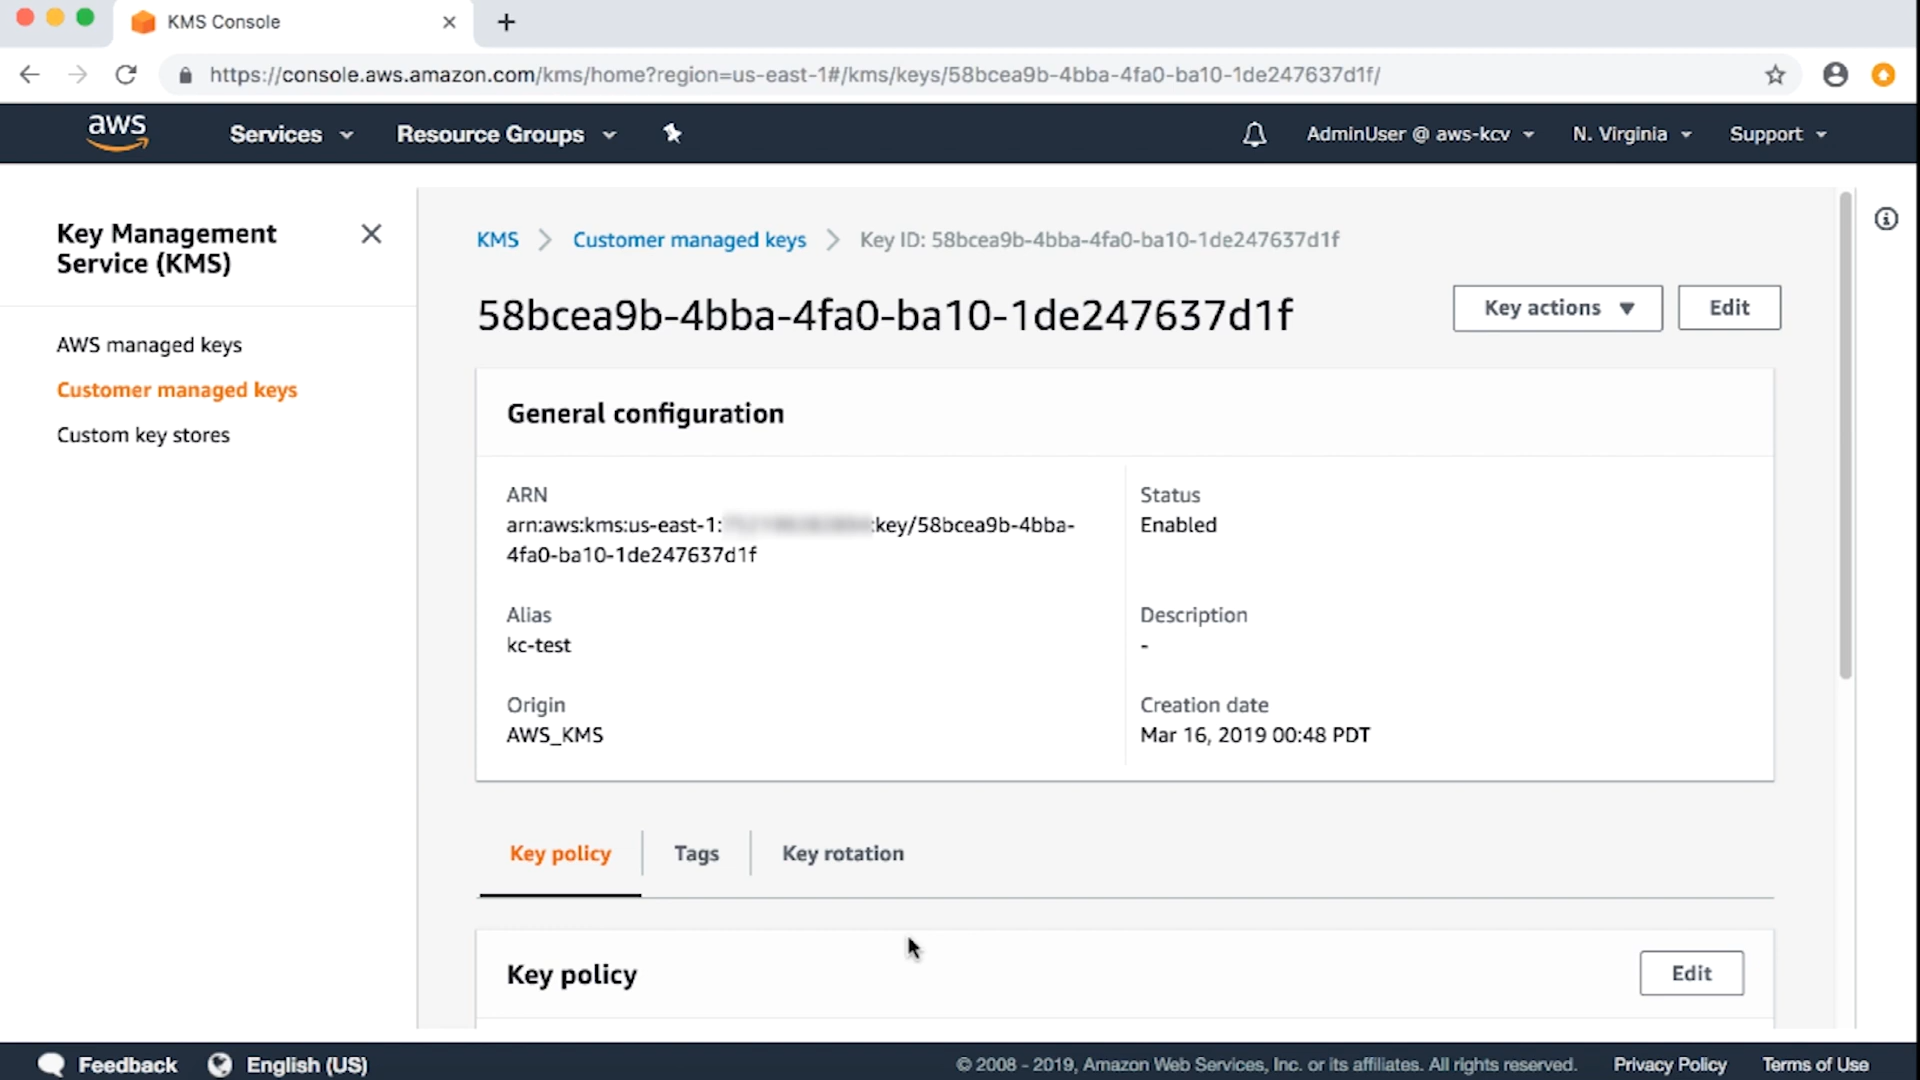 KMS Console
https://console.aws.amazon.com/kms/home?region=us-east-1#/kms/keys/58bcea9b-4bba-4fa0-ba10-1de247637d1f/
aws Services Resource Groups AdminUser @ aws-kcv N. Virginia Support
Key Management
Service (KMS)
AWS managed keys
Customer managed keys
Custom key stores
KMS Customer managed keys Key ID: 58bcea9b-4bba-4fa0-ba10-1de247637d1f
58bcea9b-4bba-4fa0-ba10-1de247637d1f
Key actions Edit
General configuration
ARN
arn:aws:kms:us-east-1: :key/58bcea9b-4bba-
4fa0-ba10-1de247637d1f
Status
Enabled
Alias
kc-test
Description
-
Origin
AWS_KMS
Creation date
Mar 16, 2019 00:48 PDT
Key policy Tags Key rotation
Key policy Edit
Feedback English (US) © 2008 - 2019, Amazon Web Services, Inc. or its affiliates. All rights reserved. Privacy Policy Terms of Use